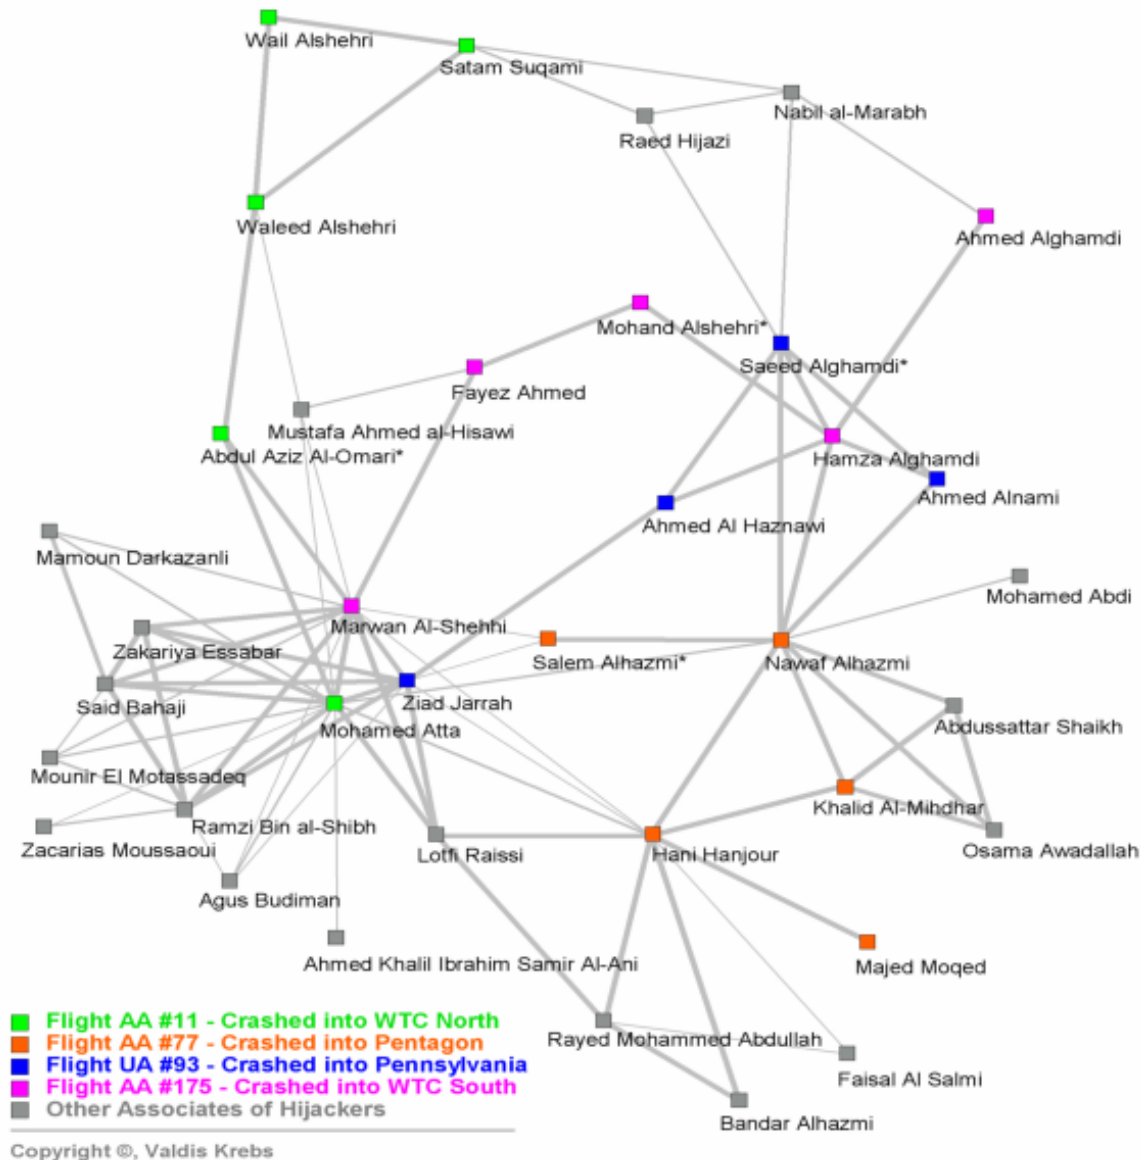 Wail Alshehri
Satam Suqami
Nabil al-Marabh
Raed Hijazi
Waleed Alshehri
Ahmed Alghamdi
Mohand Alshehri*
Saeed Alghamdi*
Fayez Ahmed
Mustafa Ahmed al-Hisawi
Abdul Aziz Al-Omari*
Hamza Alghamdi
Ahmed Alnami
Ahmed Al Haznawi
Mamoun Darkazanli
Mohamed Abdi
Marwan Al-Shehhi
Zakariya Essabar
Salem Alhazmi*
Nawaf Alhazmi
Said Bahaji
Ziad Jarrah
Mohamed Atta
Abdussattar Shaikh
Mounir El Motassadeq
Khalid Al-Mihdhar
Ramzi Bin al-Shibh
Zacarias Moussaoui
Lotfi Raissi
Hani Hanjour
Osama Awadallah
Agus Budiman
Ahmed Khalil Ibrahim Samir Al-Ani
Majed Moqed
Rayed Mohammed Abdullah
Faisal Al Salmi
Bandar Alhazmi
Flight AA #11 - Crashed into WTC North
Flight AA #77 - Crashed into Pentagon
Flight UA #93 - Crashed into Pennsylvania
Flight AA #175 - Crashed into WTC South
Other Associates of Hijackers
Copyright ©, Valdis Krebs